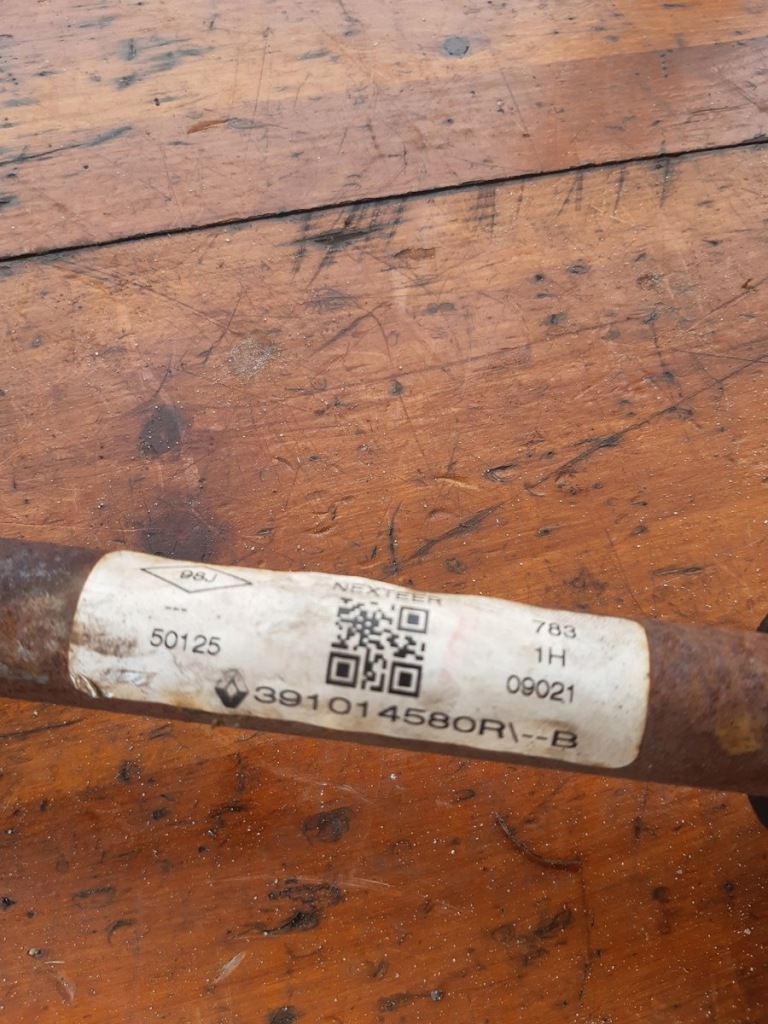 98J
NEXTEER
---
50125
783
1H
09021
391014580R\--B